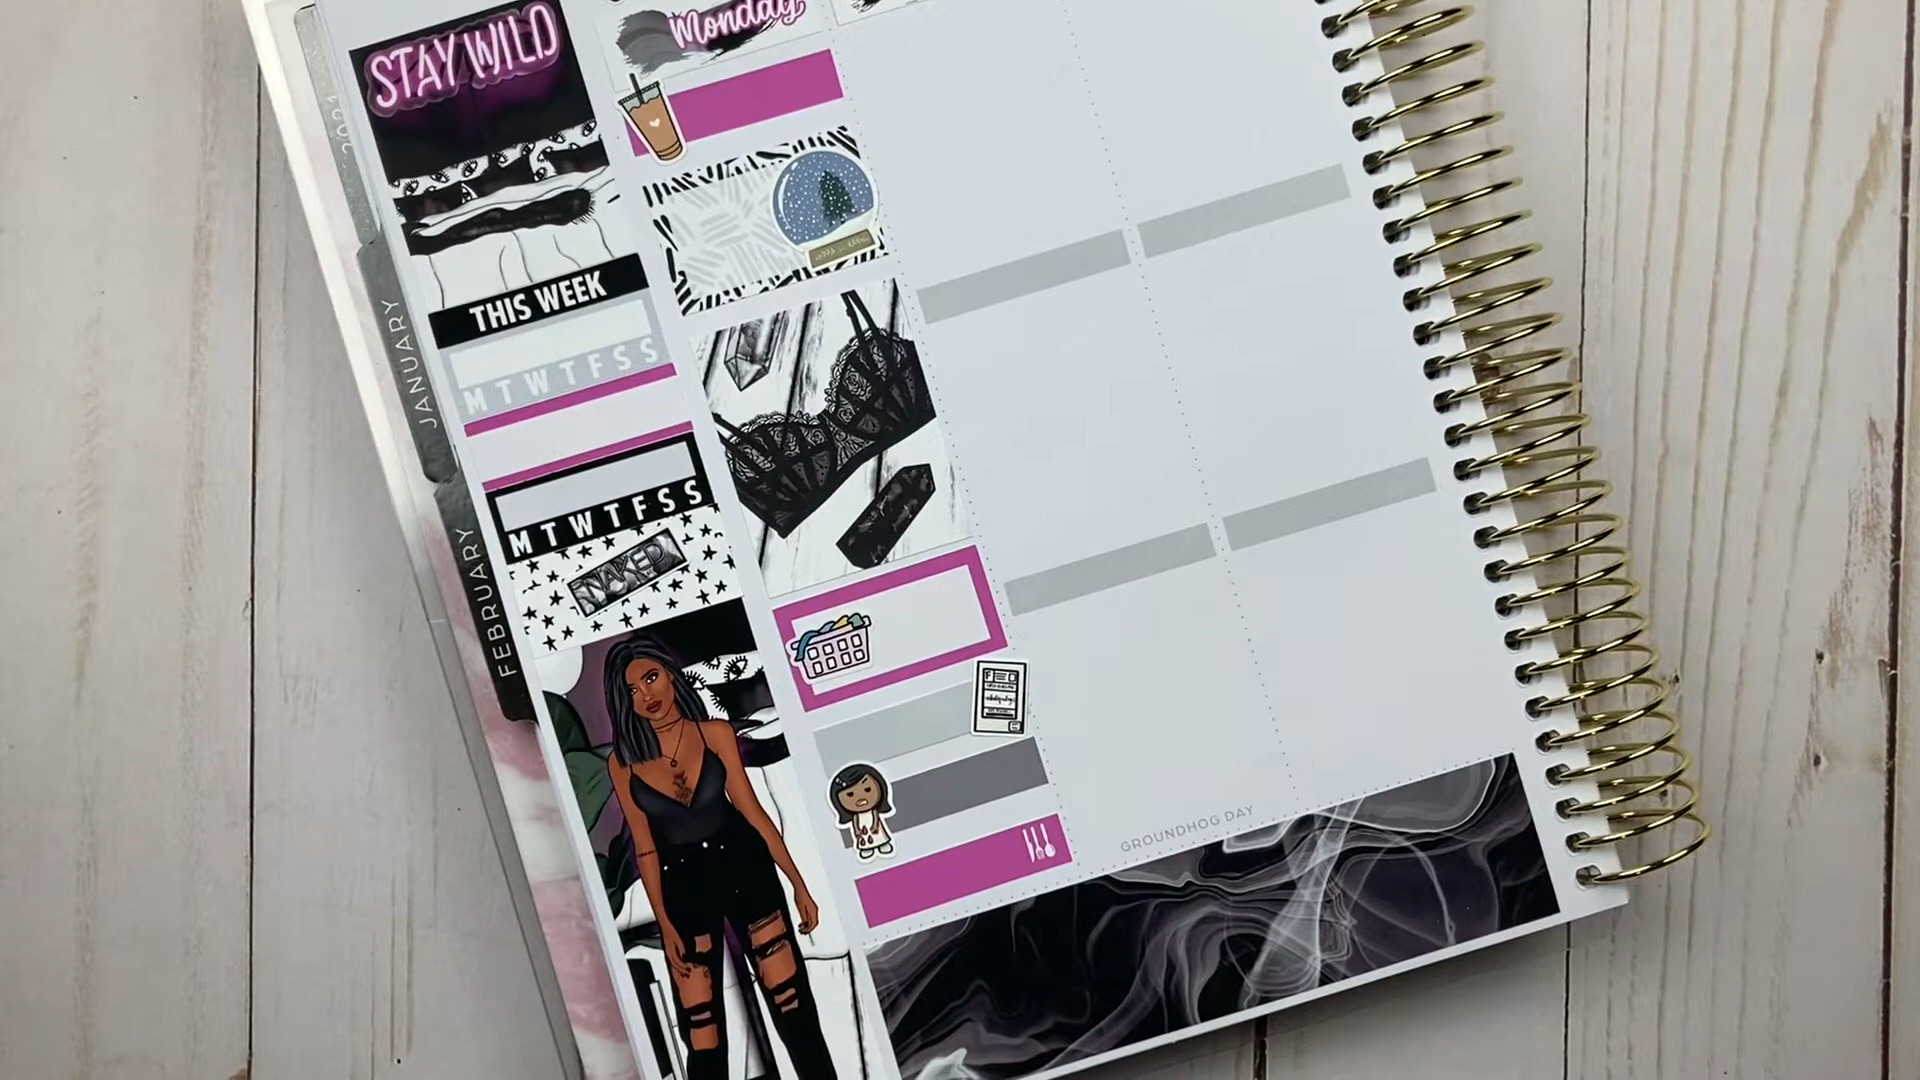 STAY WILD
Monday
THIS WEEK
M T W T F S S
M T W T F S S
NAKED
2021
JANUARY
FEBRUARY
GROUNDHOG DAY